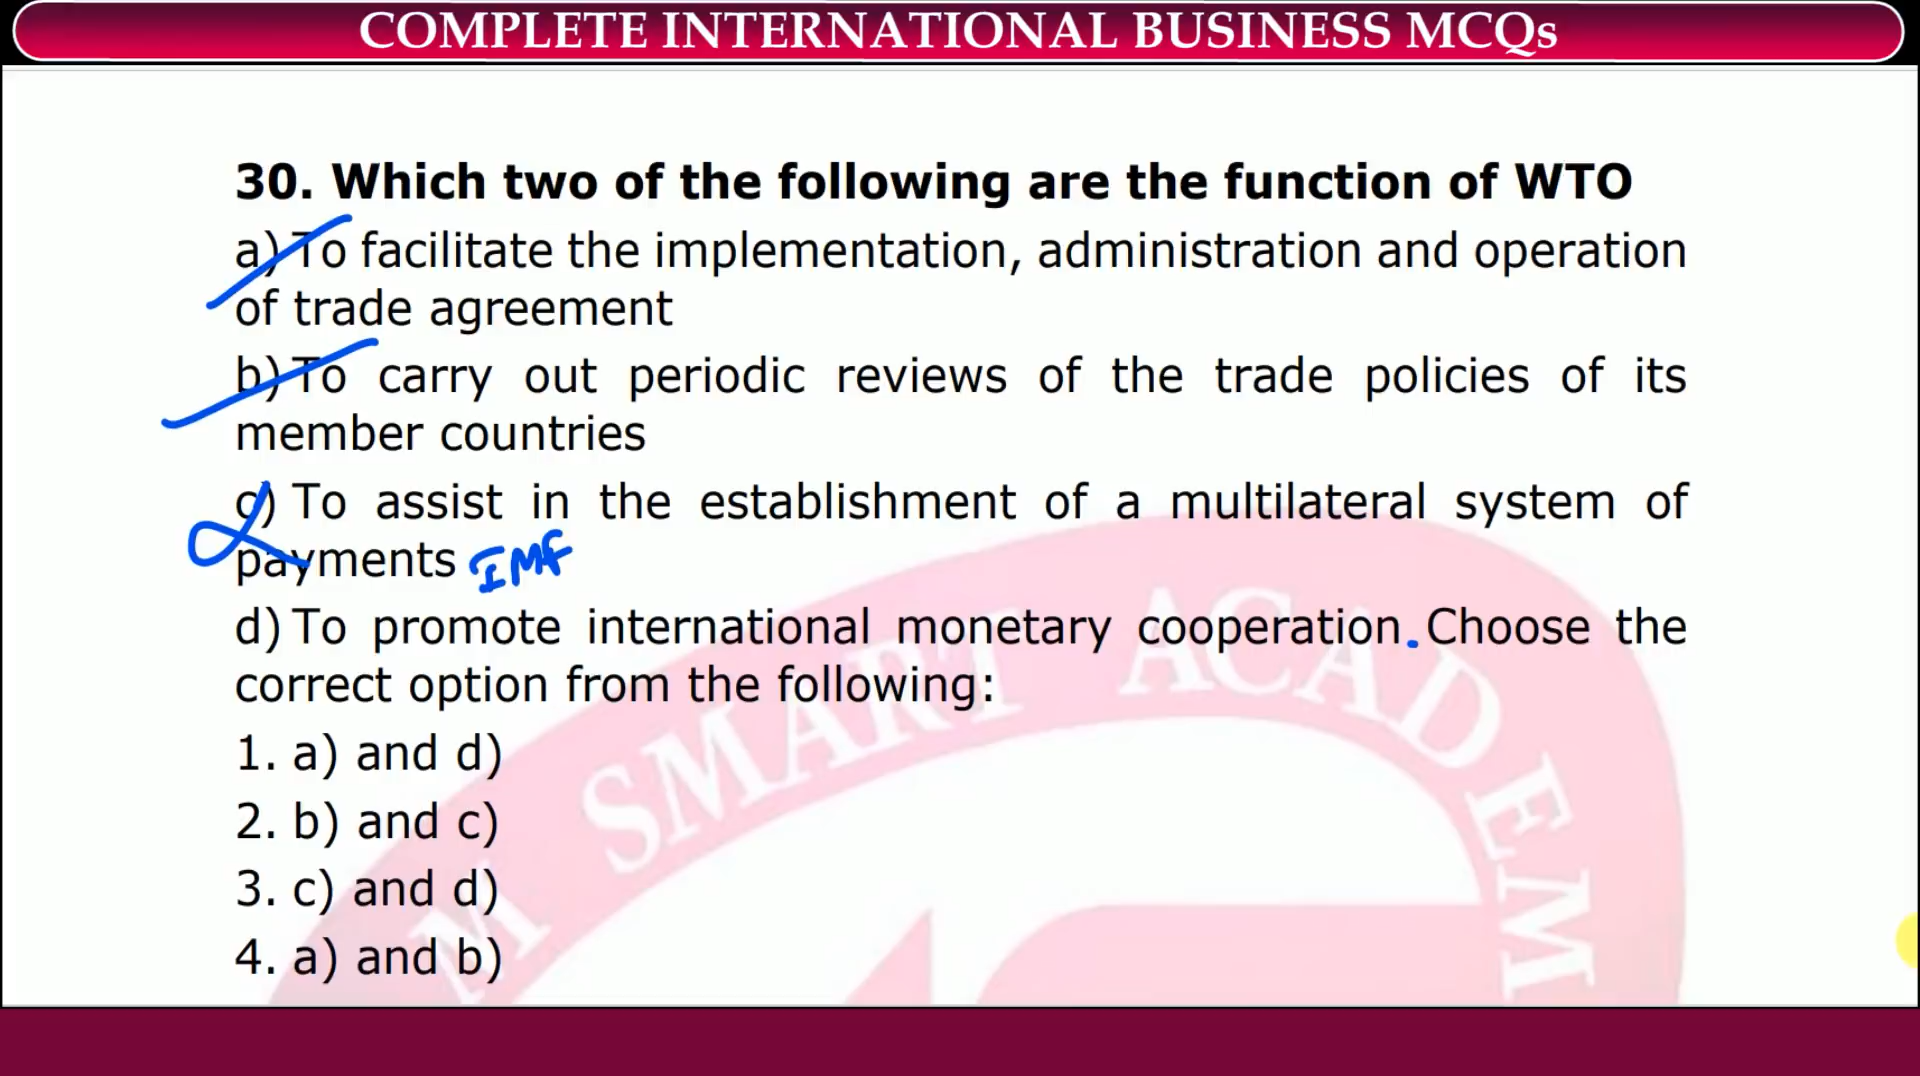 COMPLETE INTERNATIONAL BUSINESS MCQs
30. Which two of the following are the function of WTO
a) To facilitate the implementation, administration and operation
of trade agreement
b) To carry out periodic reviews of the trade policies of its
member countries
c) To assist in the establishment of a multilateral system of
payments IMF
d) To promote international monetary cooperation. Choose the
correct option from the following:
1. a) and d)
2. b) and c)
3. c) and d)
4. a) and b)
M SMART ACADEM